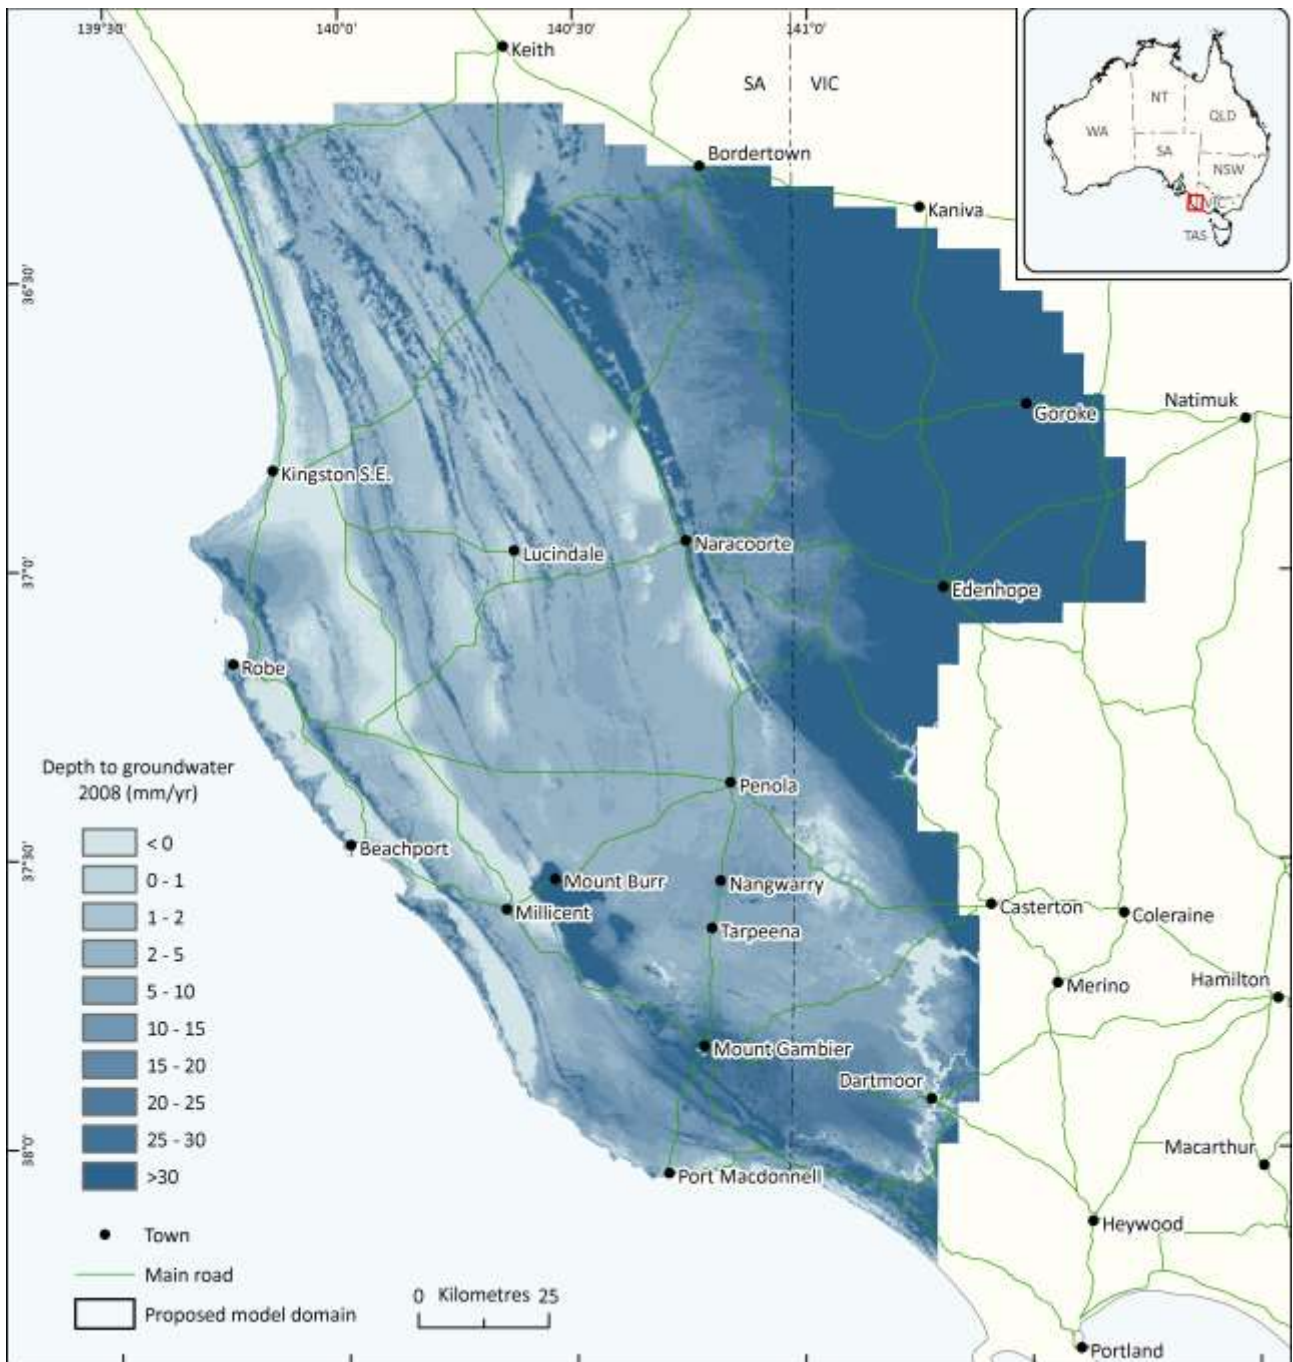 139°30'
140°0'
140°30'
141°0'
Keith
SA
VIC
Bordertown
Kaniva
WA
NT
QLD
SA
NSW
VIC
TAS
36°30'
Goroke
Natimuk
Kingston S.E.
Lucindale
Naracoorte
37°0'
Edenhope
Robe
Depth to groundwater
2008 (mm/yr)
Penola
< 0
0 - 1
1 - 2
2 - 5
5 - 10
10 - 15
15 - 20
20 - 25
25 - 30
>30
Beachport
37°30'
Mount Burr
Nangwarry
Millicent
Casterton
Coleraine
Tarpeena
Merino
Hamilton
Mount Gambier
Dartmoor
38°0'
Macarthur
Port Macdonnell
Heywood
Town
Main road
Proposed model domain
0 Kilometres 25
Portland